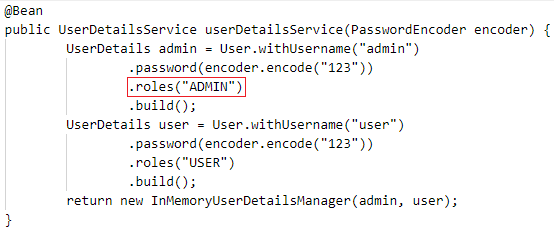 @Bean
public UserDetailsService userDetailsService(PasswordEncoder encoder) {
        UserDetails admin = User.withUsername("admin")
                .password(encoder.encode("123"))
                .roles("ADMIN")
                .build();
        UserDetails user = User.withUsername("user")
                .password(encoder.encode("123"))
                .roles("USER")
                .build();
        return new InMemoryUserDetailsManager(admin, user);
}